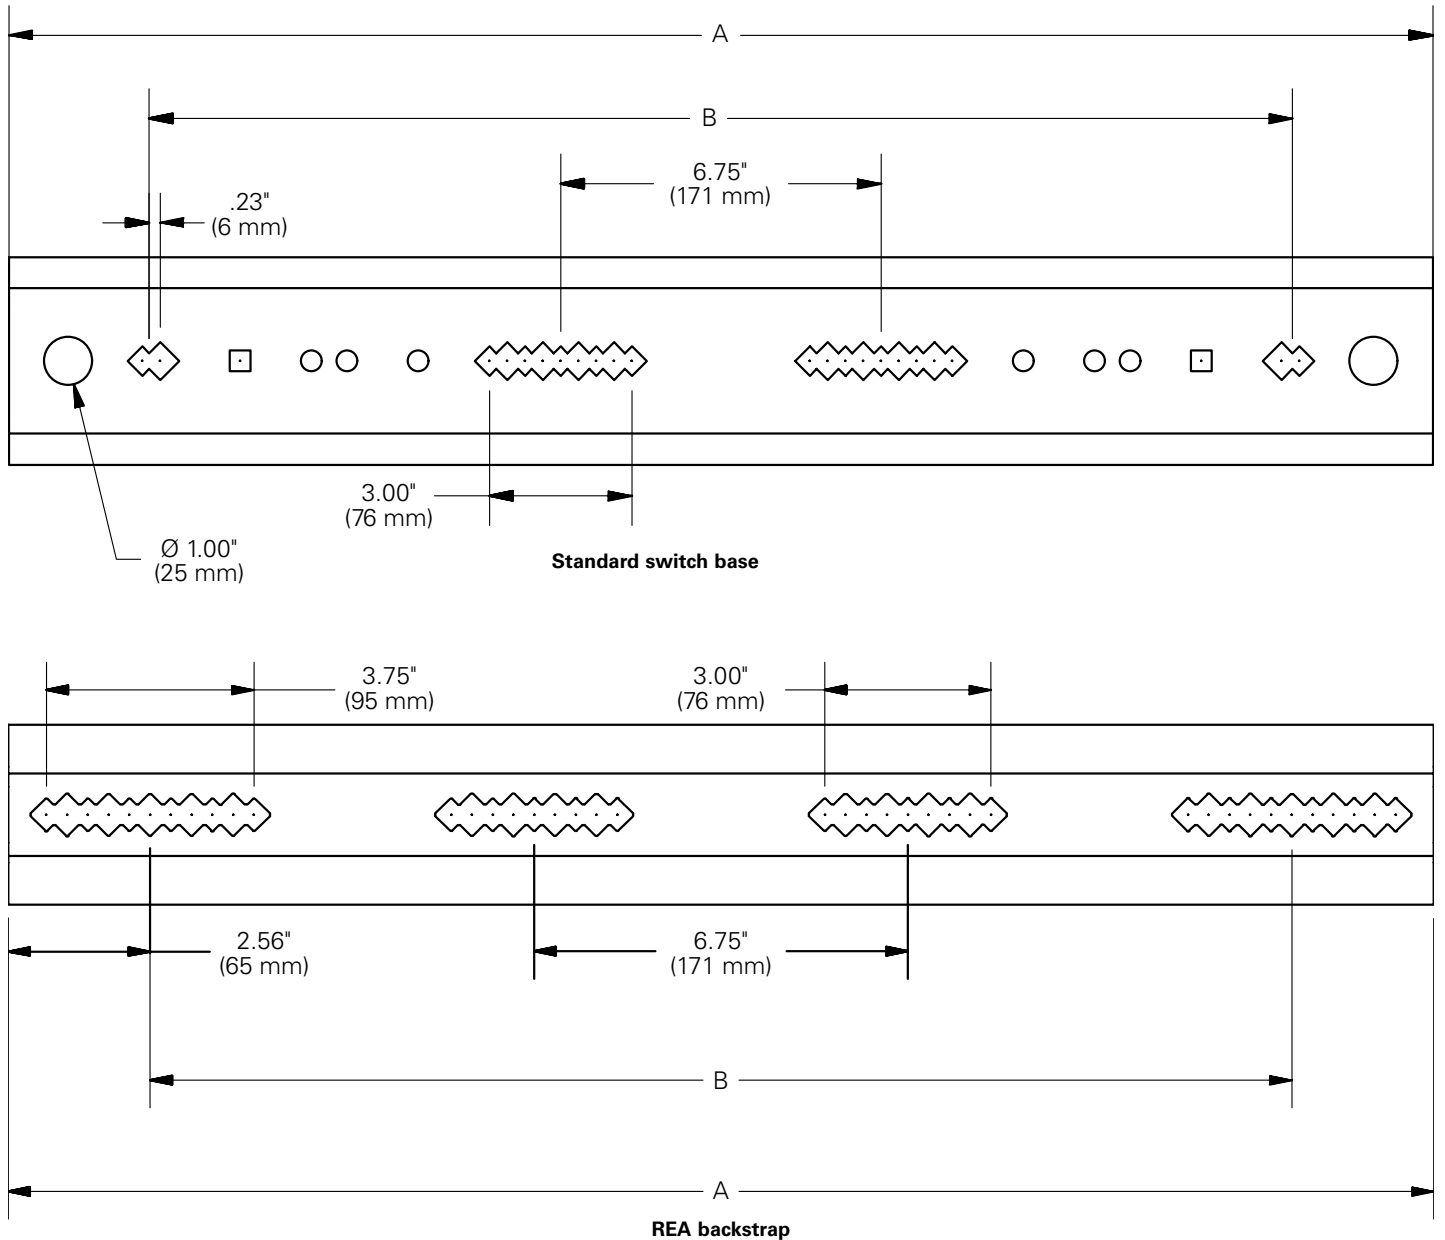 A
B
6.75"
(171 mm)
.23"
(6 mm)
3.00"
(76 mm)
Ø 1.00"
(25 mm)
Standard switch base
3.75"
(95 mm)
3.00"
(76 mm)
2.56"
(65 mm)
6.75"
(171 mm)
B
A
REA backstrap